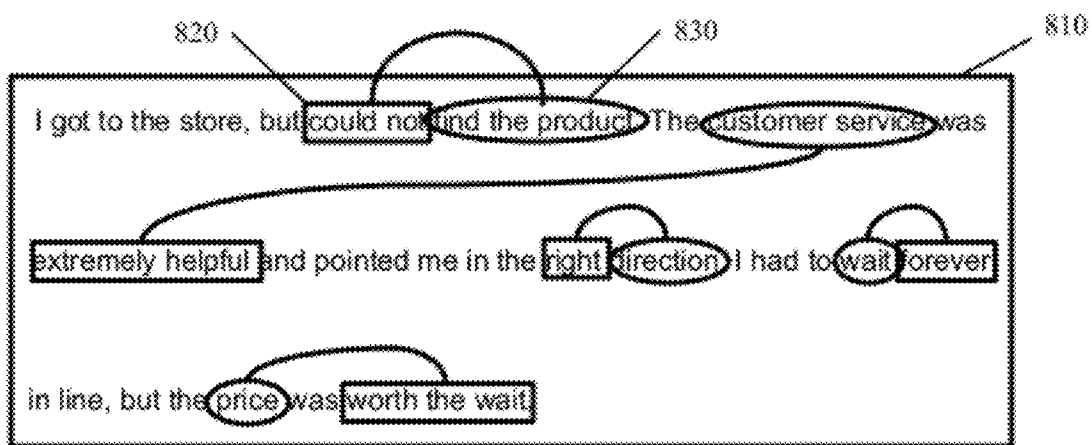 820 830 810
I got to the store, but could not find the product. The customer service was
extremely helpful and pointed me in the right direction. I had to wait forever
in line, but the price was worth the wait.